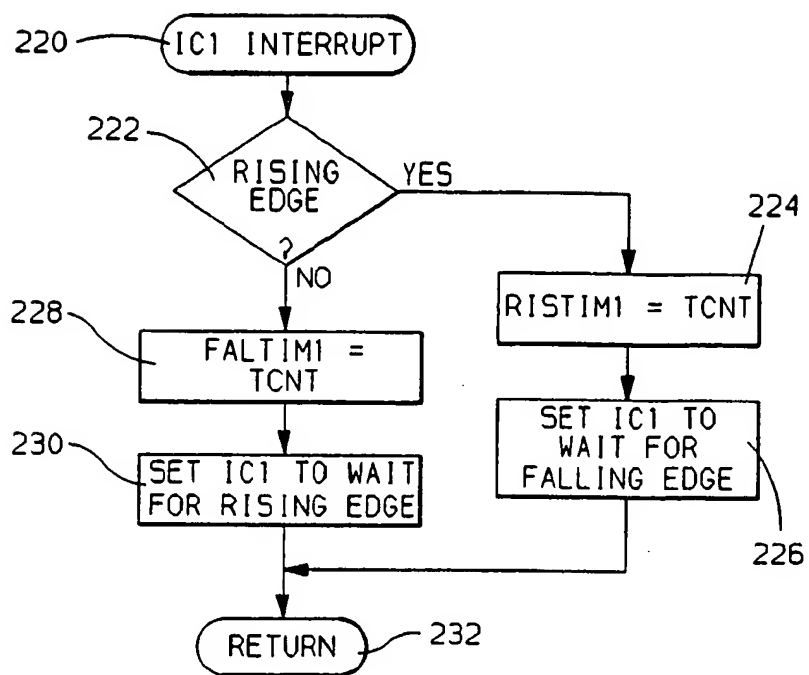 220
IC1 INTERRUPT
222
RISING
EDGE
?
YES
NO
224
RISTIM1 = TCNT
228
FALTIM1 =
TCNT
SET IC1 TO
WAIT FOR
FALLING EDGE
226
230
SET IC1 TO WAIT
FOR RISING EDGE
RETURN
232